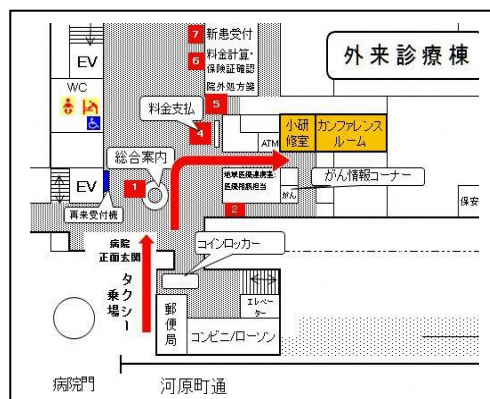 外来診療棟
7
新患受付
6
料金計算・
保険証確認
院外処方箋
5
EV
WC
料金支払
4
ATM
小研
修室
カンファレンス
ルーム
総合案内
1
地域医療連携室:
医療相談担当
がん情報コーナー
がん
2
EV
再来受付機
保安
病院
正面玄関
コインロッカー
タクシー
乗場
郵便局
エレベーター
コンビニ/ローソン
病院門
河原町通